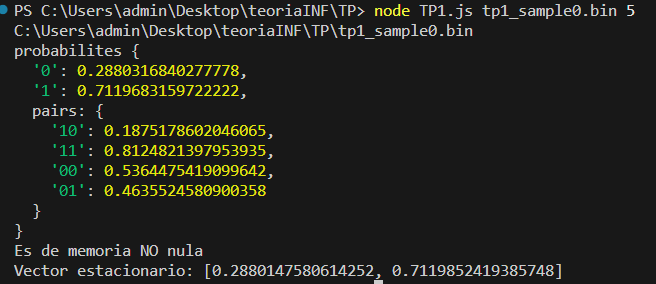 PS C:\Users\admin\Desktop\teoriaINF\TP> node TP1.js tp1_sample0.bin 5
C:\Users\admin\Desktop\teoriaINF\TP\tp1_sample0.bin
probabilites {
  '0': 0.2880316840277778,
  '1': 0.7119683159722222,
  pairs: {
    '10': 0.1875178602046065,
    '11': 0.8124821397953935,
    '00': 0.5364475419099642,
    '01': 0.4635524580900358
  }
}
Es de memoria NO nula
Vector estacionario: [0.2880147580614252, 0.7119852419385748]